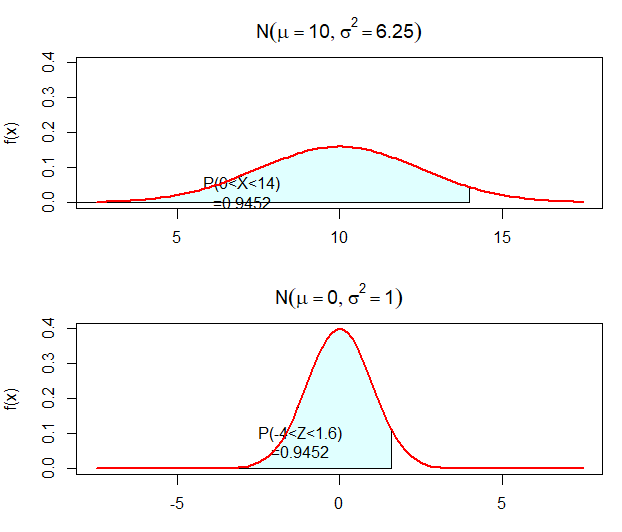 N(μ = 10, σ² = 6.25)
0.4
0.3
0.2
0.1
0.0
f(x)
P(0<X<14)
=0.9452
5 10 15
N(μ = 0, σ² = 1)
0.4
0.3
0.2
0.1
0.0
f(x)
P(-4<Z<1.6)
=0.9452
-5 0 5